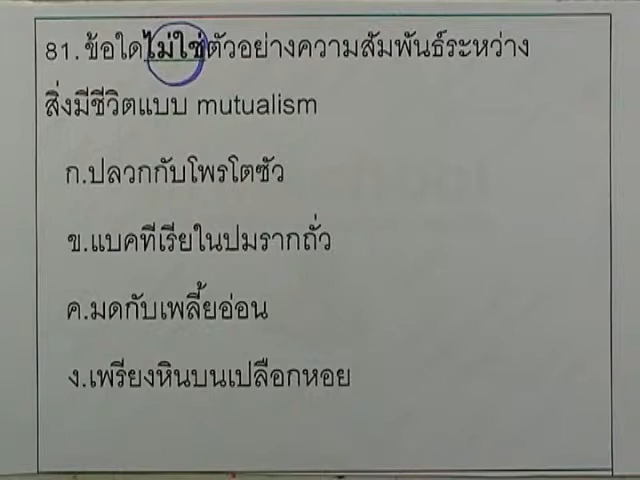 81.ข้อใดไม่ใช่ตัวอย่างความสัมพันธ์ระหว่าง
สิ่งมีชีวิตแบบ mutualism
ก.ปลวกกับโพรโตซัว
ข.แบคทีเรียในปมรากถั่ว
ค.มดกับเพลี้ยอ่อน
ง.เพรียงหินบนเปลือกหอย